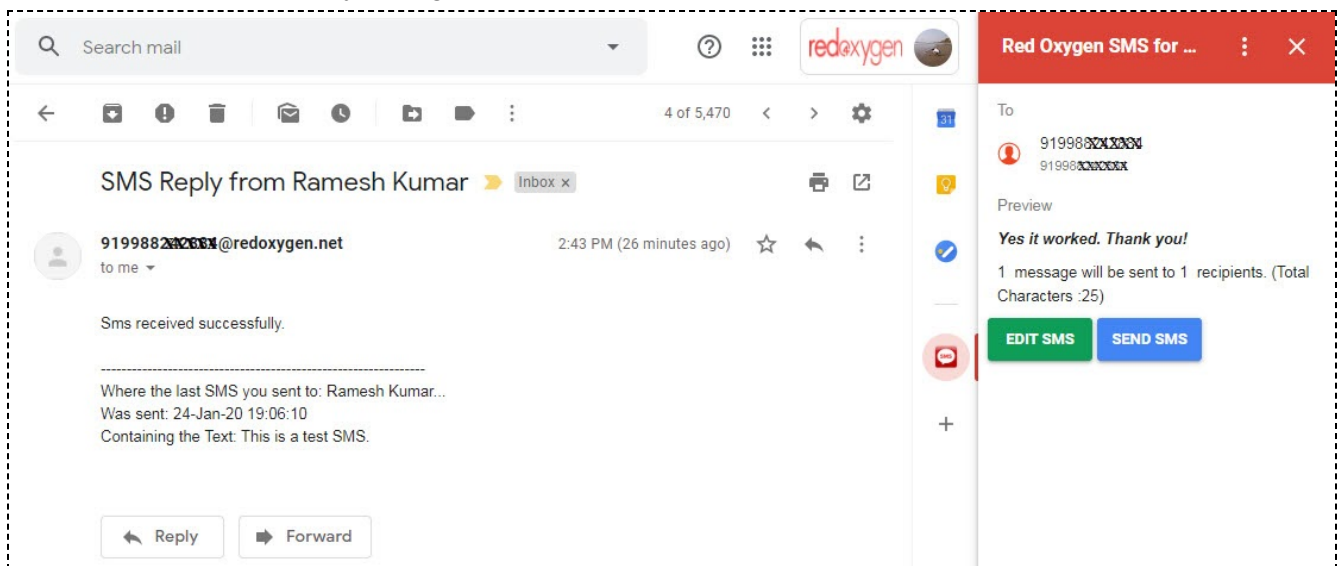 Search mail
redoxygen
Red Oxygen SMS for ...
4 of 5,470
31
To
SMS Reply from Ramesh Kumar
Inbox x
Preview
@redoxygen.net
2:43 PM (26 minutes ago)
to me
Yes it worked. Thank you!
1 message will be sent to 1 recipients. (Total
Characters :25)
Sms received successfully.
EDIT SMS
SEND SMS
SMS
------------------------------------------------------------
Where the last SMS you sent to: Ramesh Kumar...
Was sent: 24-Jan-20 19:06:10
Containing the Text: This is a test SMS.
Reply
Forward